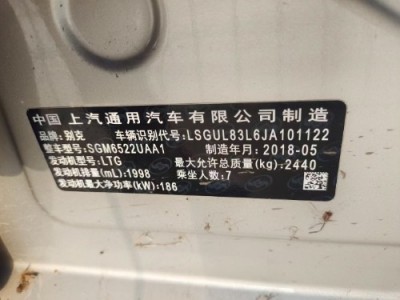 中国 上汽通用汽车有限公司制造
品牌：别克 车辆识别代号：LSGUL83L6JA101122
整车型号：SGM6522UAA1 制造年月：2018-05
发动机型号：LTG 最大允许总质量(kg)：2440
发动机排量(mL)：1998 乘坐人数：7
发动机最大净功率(kW)：186